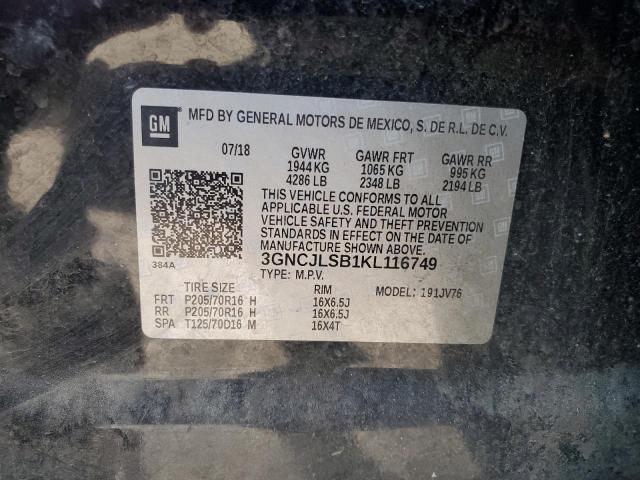 GM MFD BY GENERAL MOTORS DE MEXICO, S. DE R.L. DE C.V.
07/18 GVWR GAWR FRT GAWR RR
1944 KG 1065 KG 995 KG
4286 LB 2348 LB 2194 LB
THIS VEHICLE CONFORMS TO ALL
APPLICABLE U.S. FEDERAL MOTOR
VEHICLE SAFETY AND THEFT PREVENTION
STANDARDS IN EFFECT ON THE DATE OF
MANUFACTURE SHOWN ABOVE.
384A
3GNCJLSB1KL116749
TYPE: M.P.V.
TIRE SIZE RIM MODEL: 191JV76
FRT P205/70R16 H 16X6.5J
RR P205/70R16 H 16X6.5J
SPA T125/70D16 M 16X4T